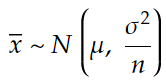 x̅ ~ N (μ, σ²/n)